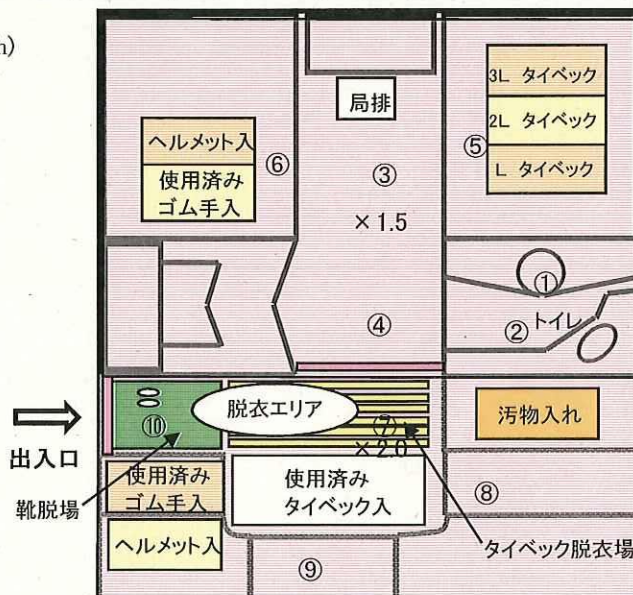 m)
局排
3L タイベック
2L タイベック
L タイベック
⑤
ヘルメット入
使用済み
ゴム手入
⑥
③
×1.5
④
①
②
トイレ
出入口
靴脱場
⑩
脱衣エリア
⑦
×2.0
汚物入れ
使用済み
ゴム手入
ヘルメット入
使用済み
タイベック入
⑧
タイベック脱衣場
⑨